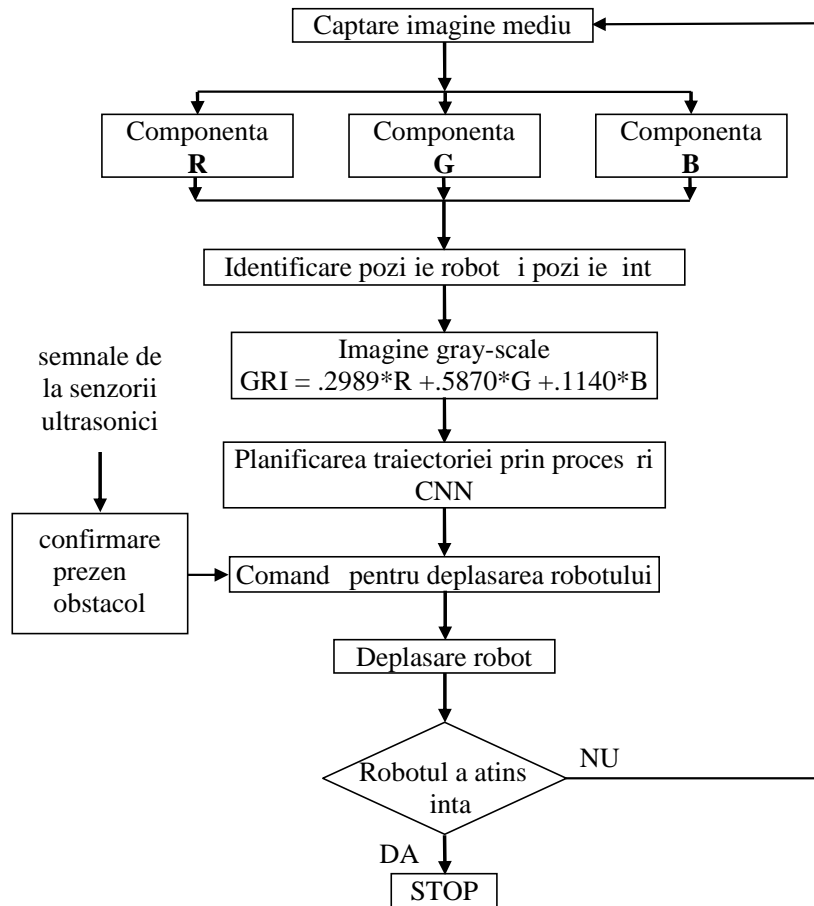 Captare imagine mediu
Componenta
R
Componenta
G
Componenta
B
Identificare pozi ie robot i pozi ie int
Imagine gray-scale
GRI = .2989*R +.5870*G +.1140*B
semnale de
la senzorii
ultrasonici
Planificarea traiectoriei prin proces ri
CNN
confirmare
prezen
obstacol
Comand pentru deplasarea robotului
Deplasare robot
Robotul a atins
inta
NU
DA
STOP